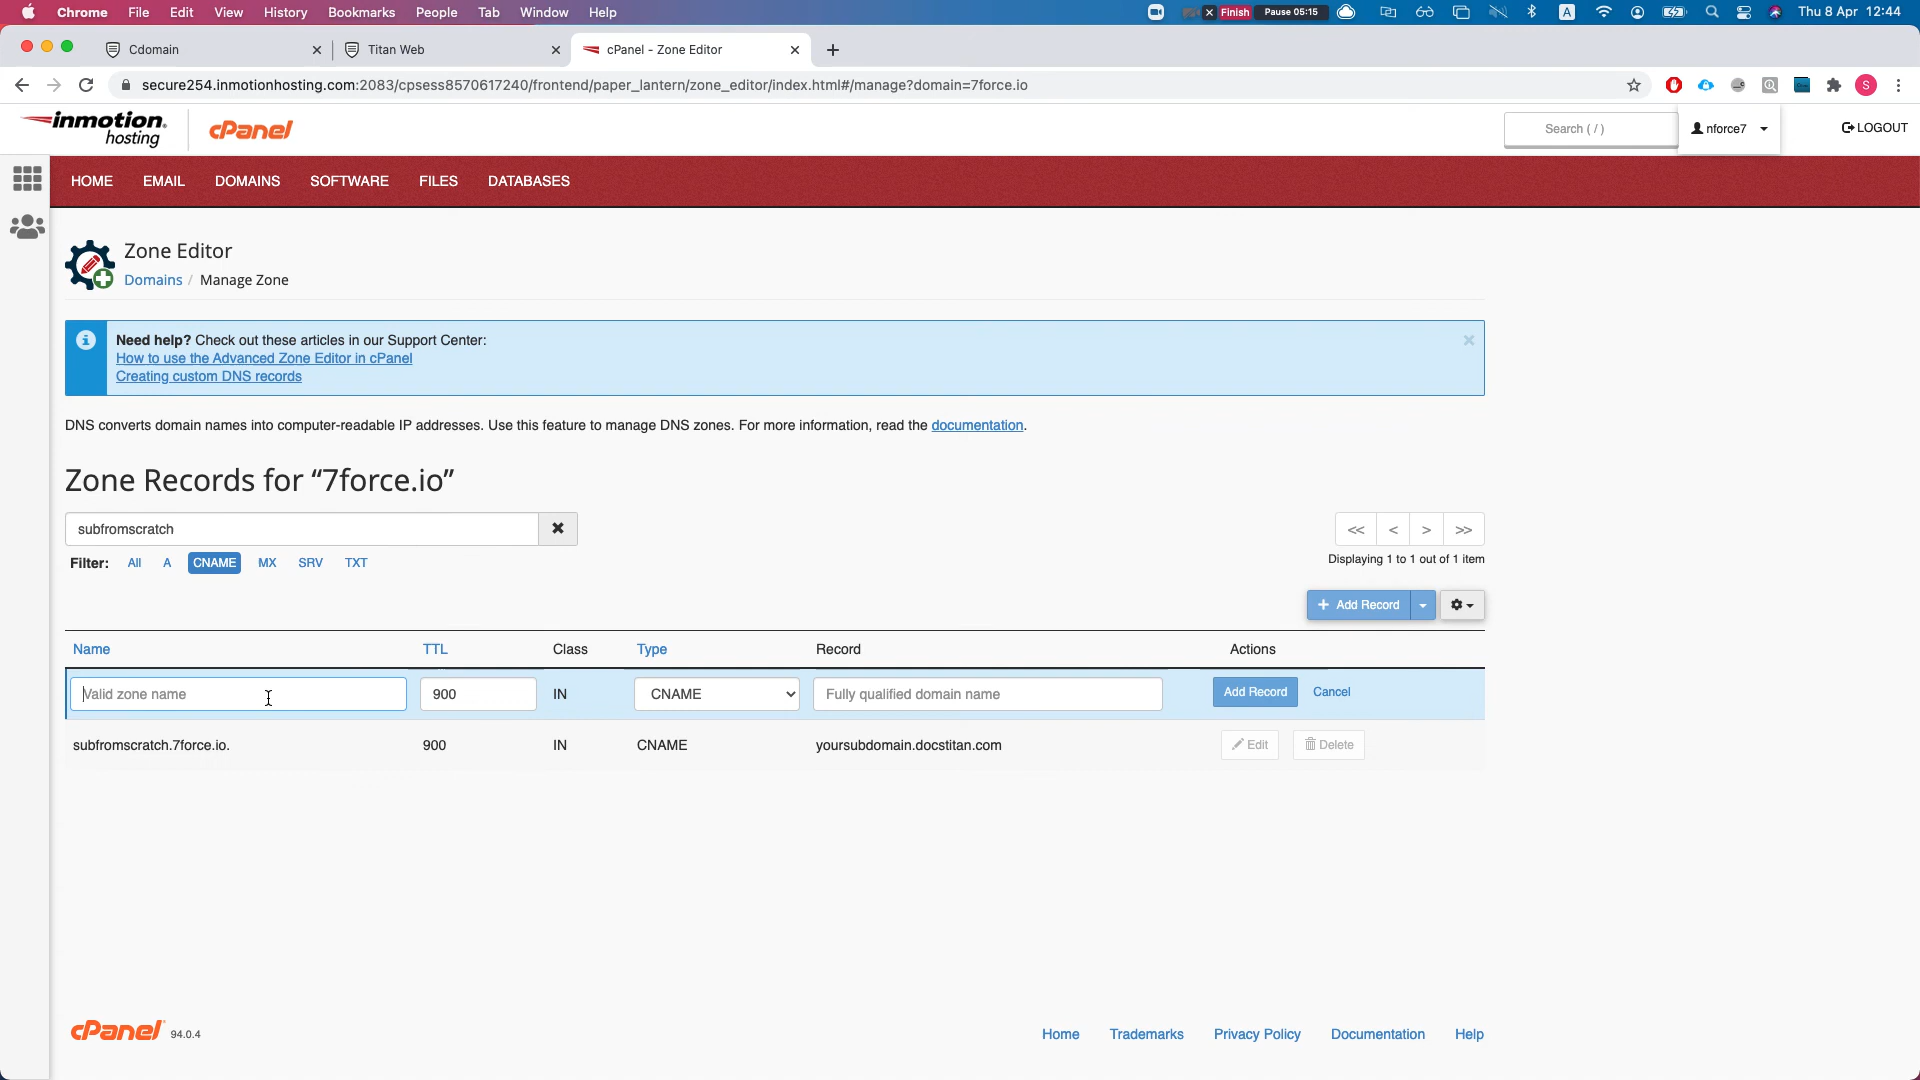 Chrome File Edit View History Bookmarks People Tab Window Help
Finish Pause 05:15 A Thu 8 Apr 12:44
Cdomain
Titan Web
cPanel - Zone Editor
secure254.inmotionhosting.com:2083/cpsess8570617240/frontend/paper_lantern/zone_editor/index.html#/manage?domain=7force.io
S
inmotion hosting
cPanel
Search ( / )
nforce7
LOGOUT
HOME EMAIL DOMAINS SOFTWARE FILES DATABASES
Zone Editor
Domains / Manage Zone
Need help? Check out these articles in our Support Center:
How to use the Advanced Zone Editor in cPanel
Creating custom DNS records
DNS converts domain names into computer-readable IP addresses. Use this feature to manage DNS zones. For more information, read the documentation.
Zone Records for “7force.io”
subfromscratch
<< < > >>
Filter: All A CNAME MX SRV TXT
Displaying 1 to 1 out of 1 item
+ Add Record
Name TTL Class Type Record Actions
Valid zone name 900 IN CNAME Fully qualified domain name Add Record Cancel
subfromscratch.7force.io. 900 IN CNAME yoursubdomain.docstitan.com Edit Delete
cPanel 94.0.4
Home Trademarks Privacy Policy Documentation Help